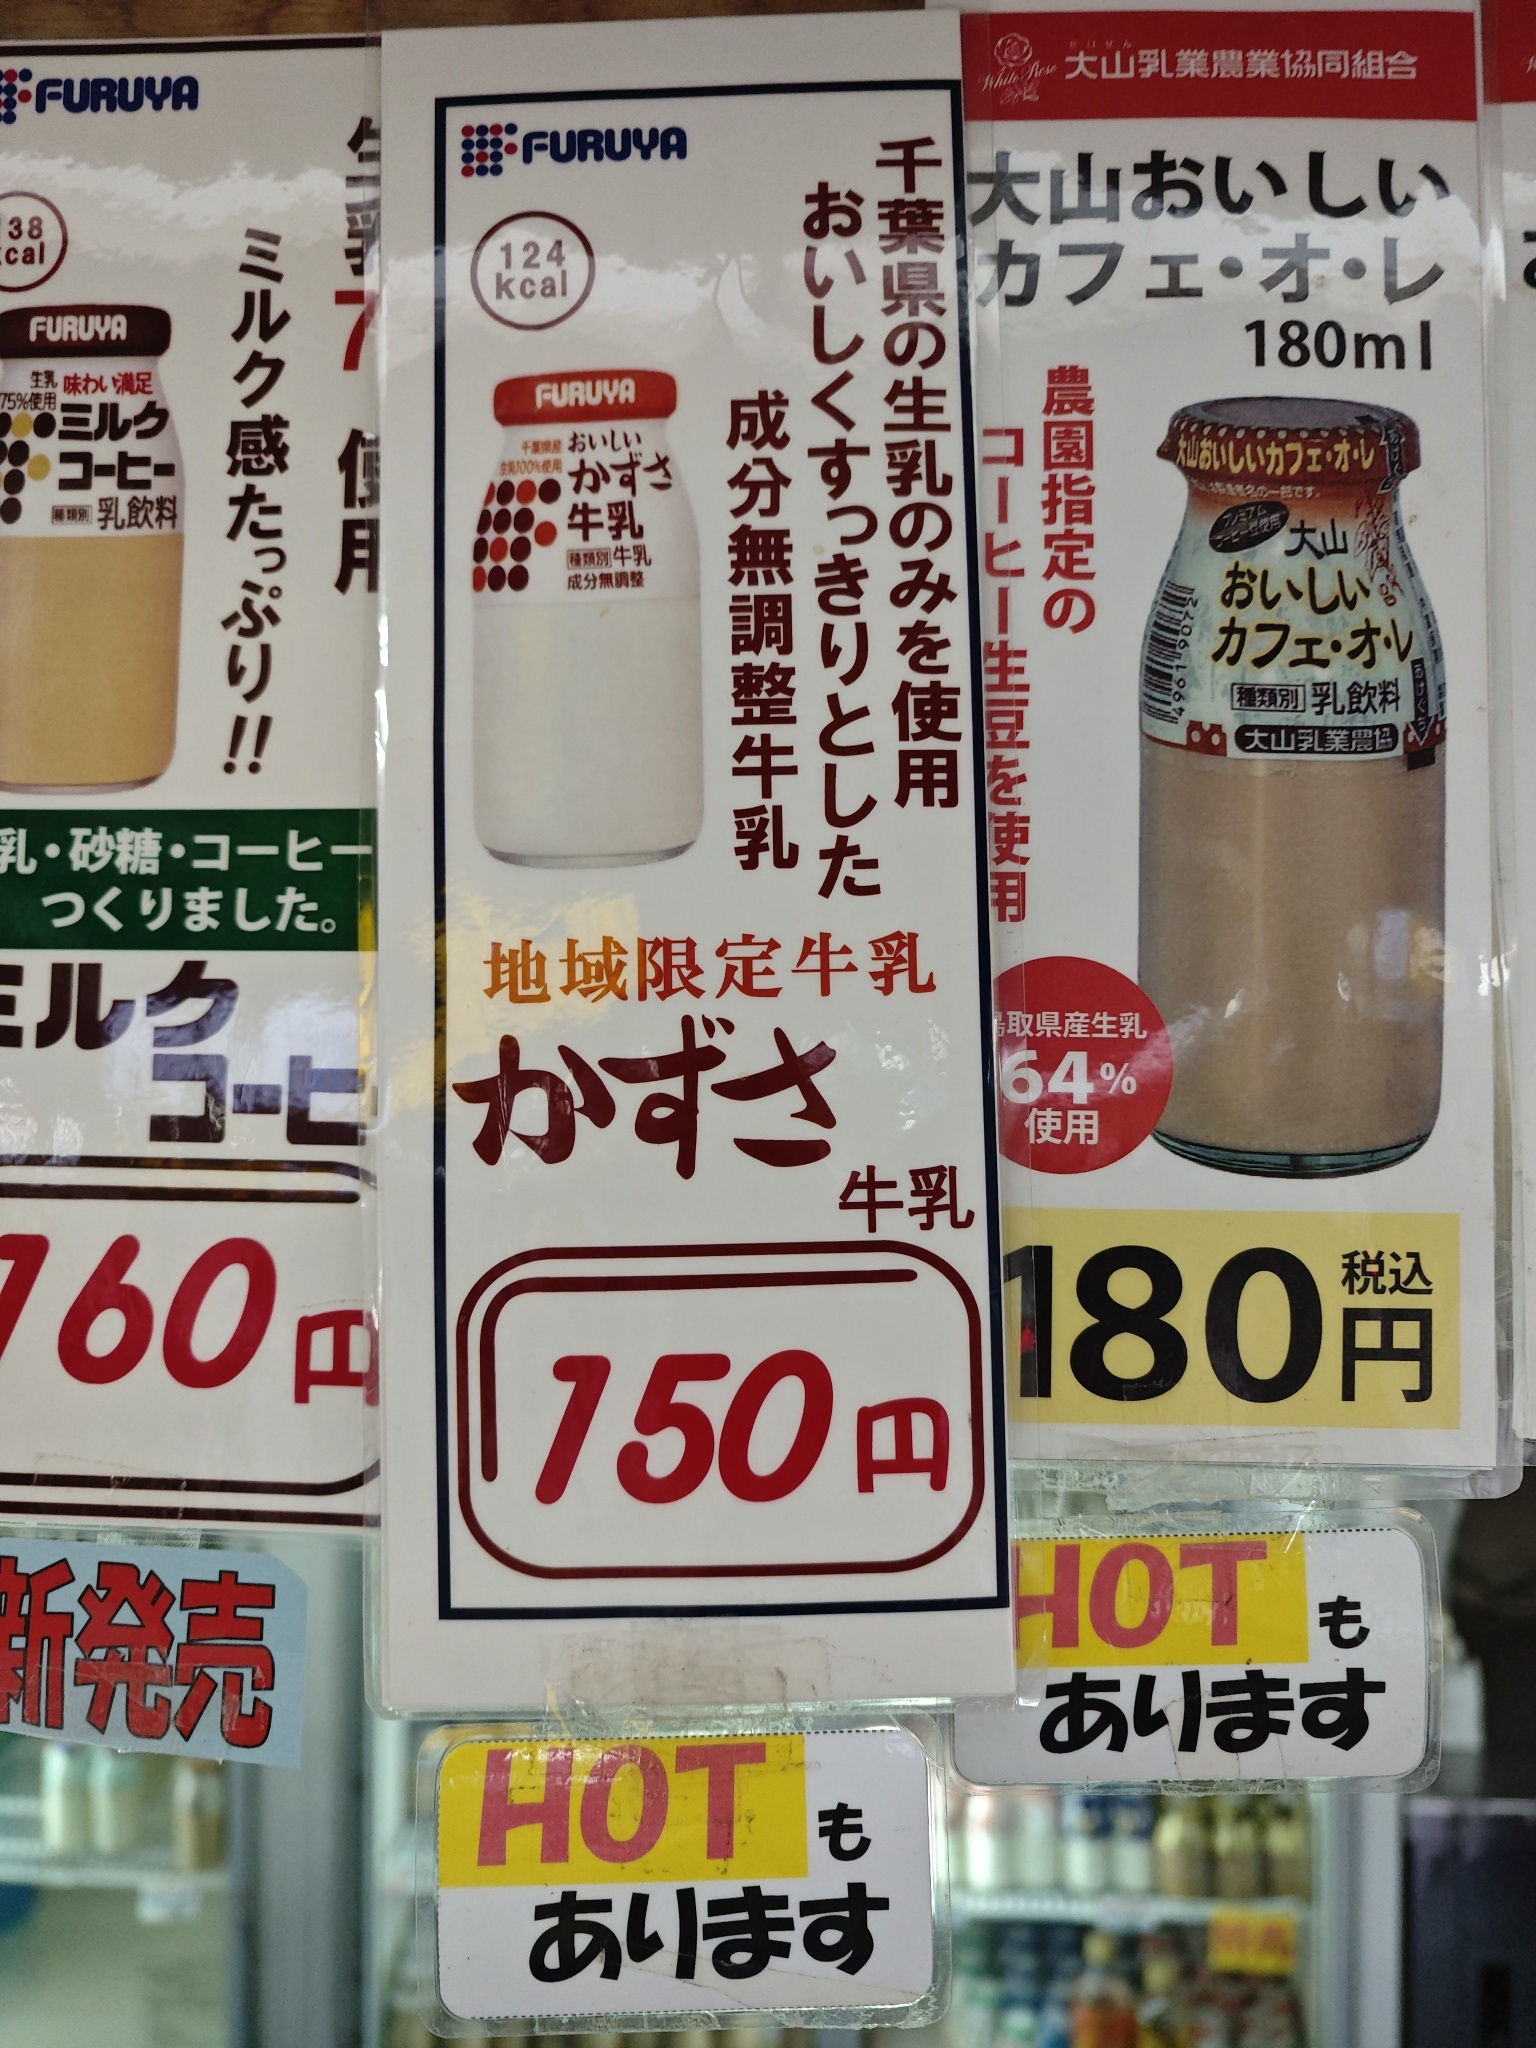 FURUYA
38
kcal
ミルク感たっぷり!!
FURUYA
生乳
75%使用
味わい満足
ミルク
コーヒー
種類別 乳飲料
乳・砂糖・コーヒー
つくりました。
ミルク
コーヒ
160円
新発売
FURUYA
124
kcal
千葉県の生乳のみを使用
おいしくすっきりとした
成分無調整牛乳
FURUYA
千葉県産
生乳100%使用
おいしい
かずさ
牛乳
種類別 牛乳
成分無調整
地域限定牛乳
かずさ
牛乳
150円
HOTも
あります
White Rose
だいせん
大山乳業農業協同組合
大山おいしい
カフェ・オ・レ
180ml
農園指定の
コーヒー生豆を使用
大山おいしいカフェ・オ・レ
大山
おいしい
カフェ・オ・レ
種類別 乳飲料
大山乳業農協
取県産生乳
64%
使用
180円
税込
HOTも
あります